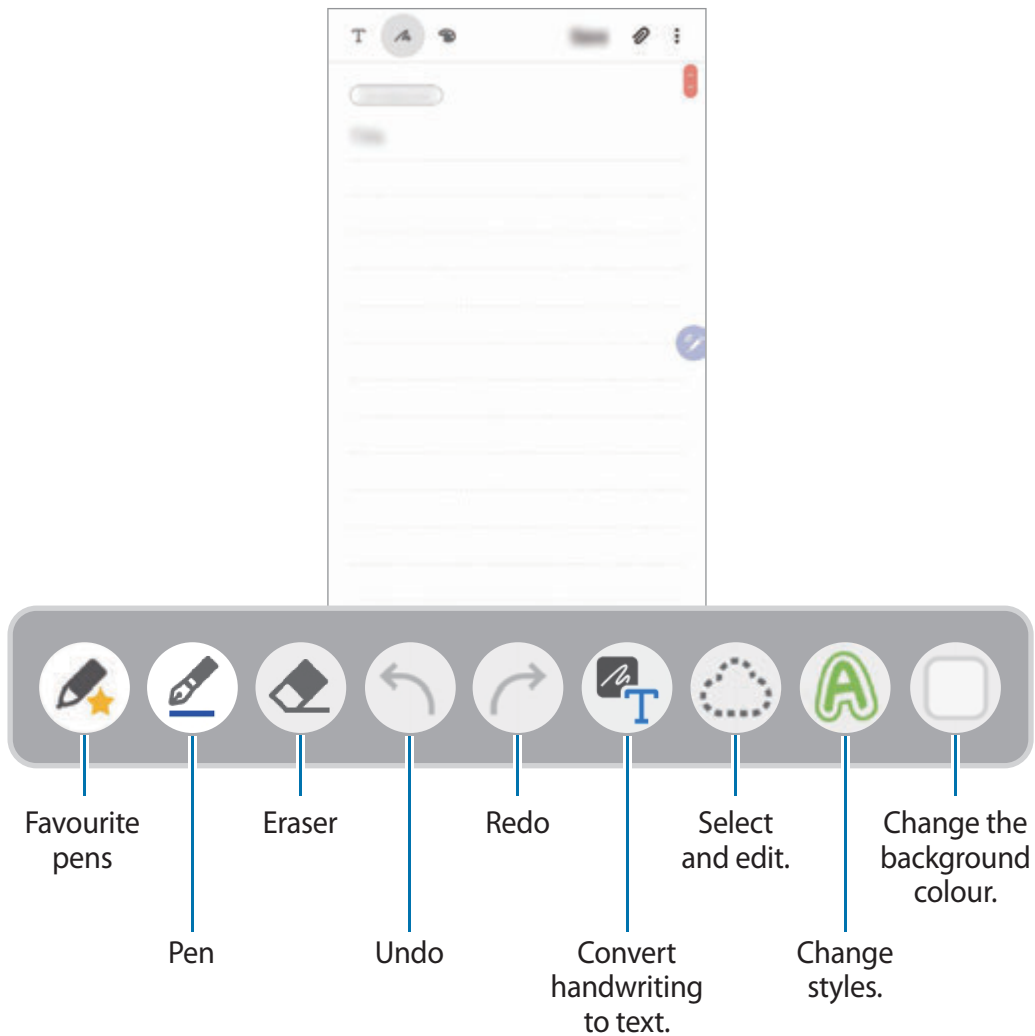 T
T
A
Favourite
pens
Eraser
Redo
Select
and edit.
Change the
background
colour.
Pen
Undo
Convert
handwriting
to text.
Change
styles.